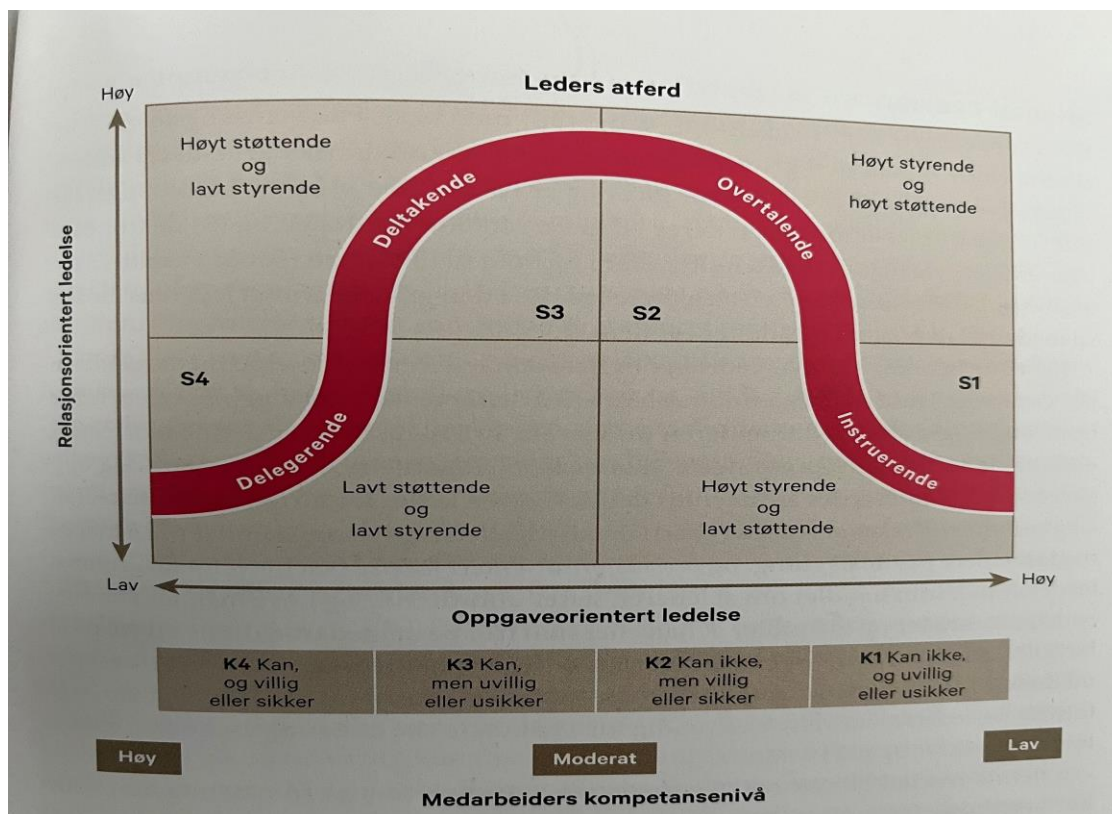 Leders atferd
Høy
Høyt støttende
og
lavt styrende
Høyt styrende
og
høyt støttende
Deltakende
Overtalende
Relasjonsorientert ledelse
S3
S2
S4
S1
Delegerende
Instruerende
Lavt støttende
og
lavt styrende
Høyt styrende
og
lavt støttende
Lav
Høy
Oppgaveorientert ledelse
K4 Kan,
og villig
eller sikker
K3 Kan,
men uvillig
eller usikker
K2 Kan ikke,
men villig
eller sikker
K1 Kan ikke,
og uvillig
eller usikker
Høy
Moderat
Lav
Medarbeiders kompetansenivå